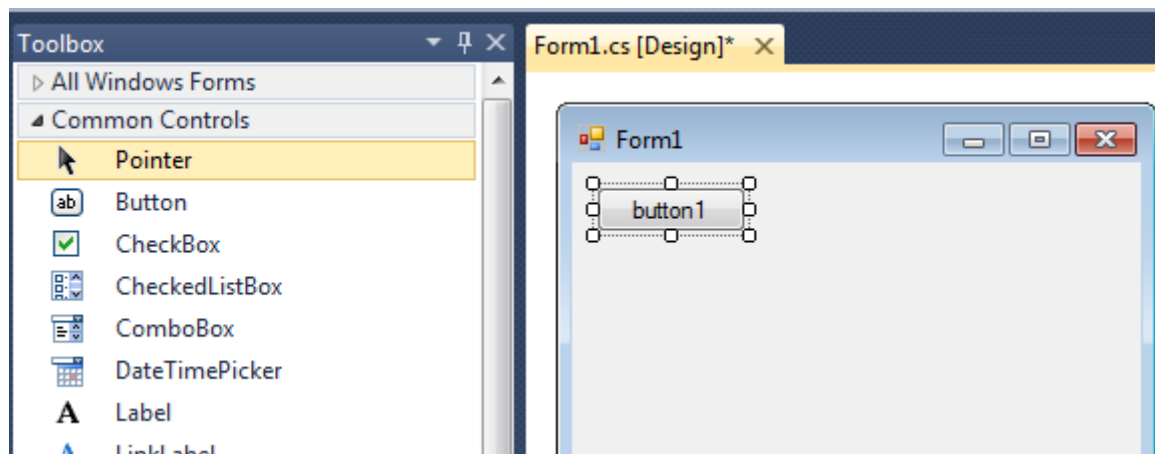 Toolbox
All Windows Forms
Common Controls
Pointer
ab Button
CheckBox
CheckedListBox
ComboBox
DateTimePicker
A Label
A LinkLabel
Form1.cs [Design]*
Form1
button1